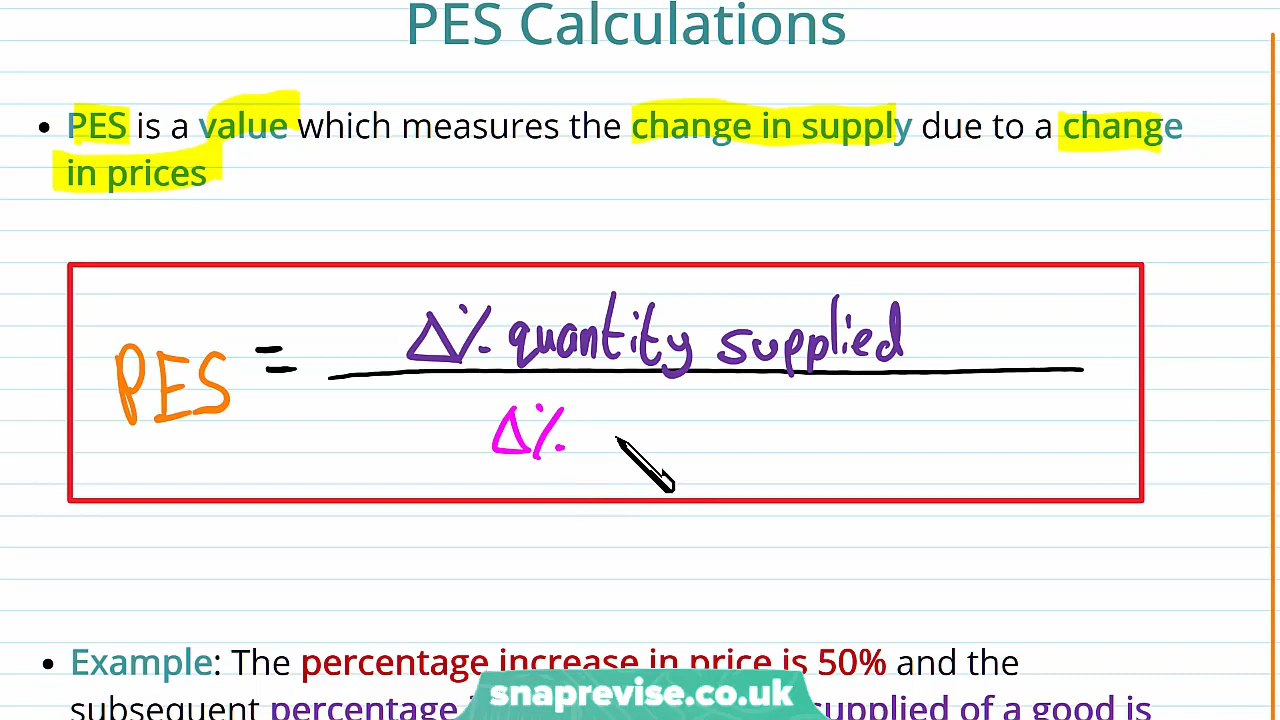 PES Calculations
• PES is a value which measures the change in supply due to a change
in prices
Δ% quantity supplied
PES =
Δ%
• Example: The percentage increase in price is 50% and the
subsequent percentage supplied of a good is
snaprevise.co.uk